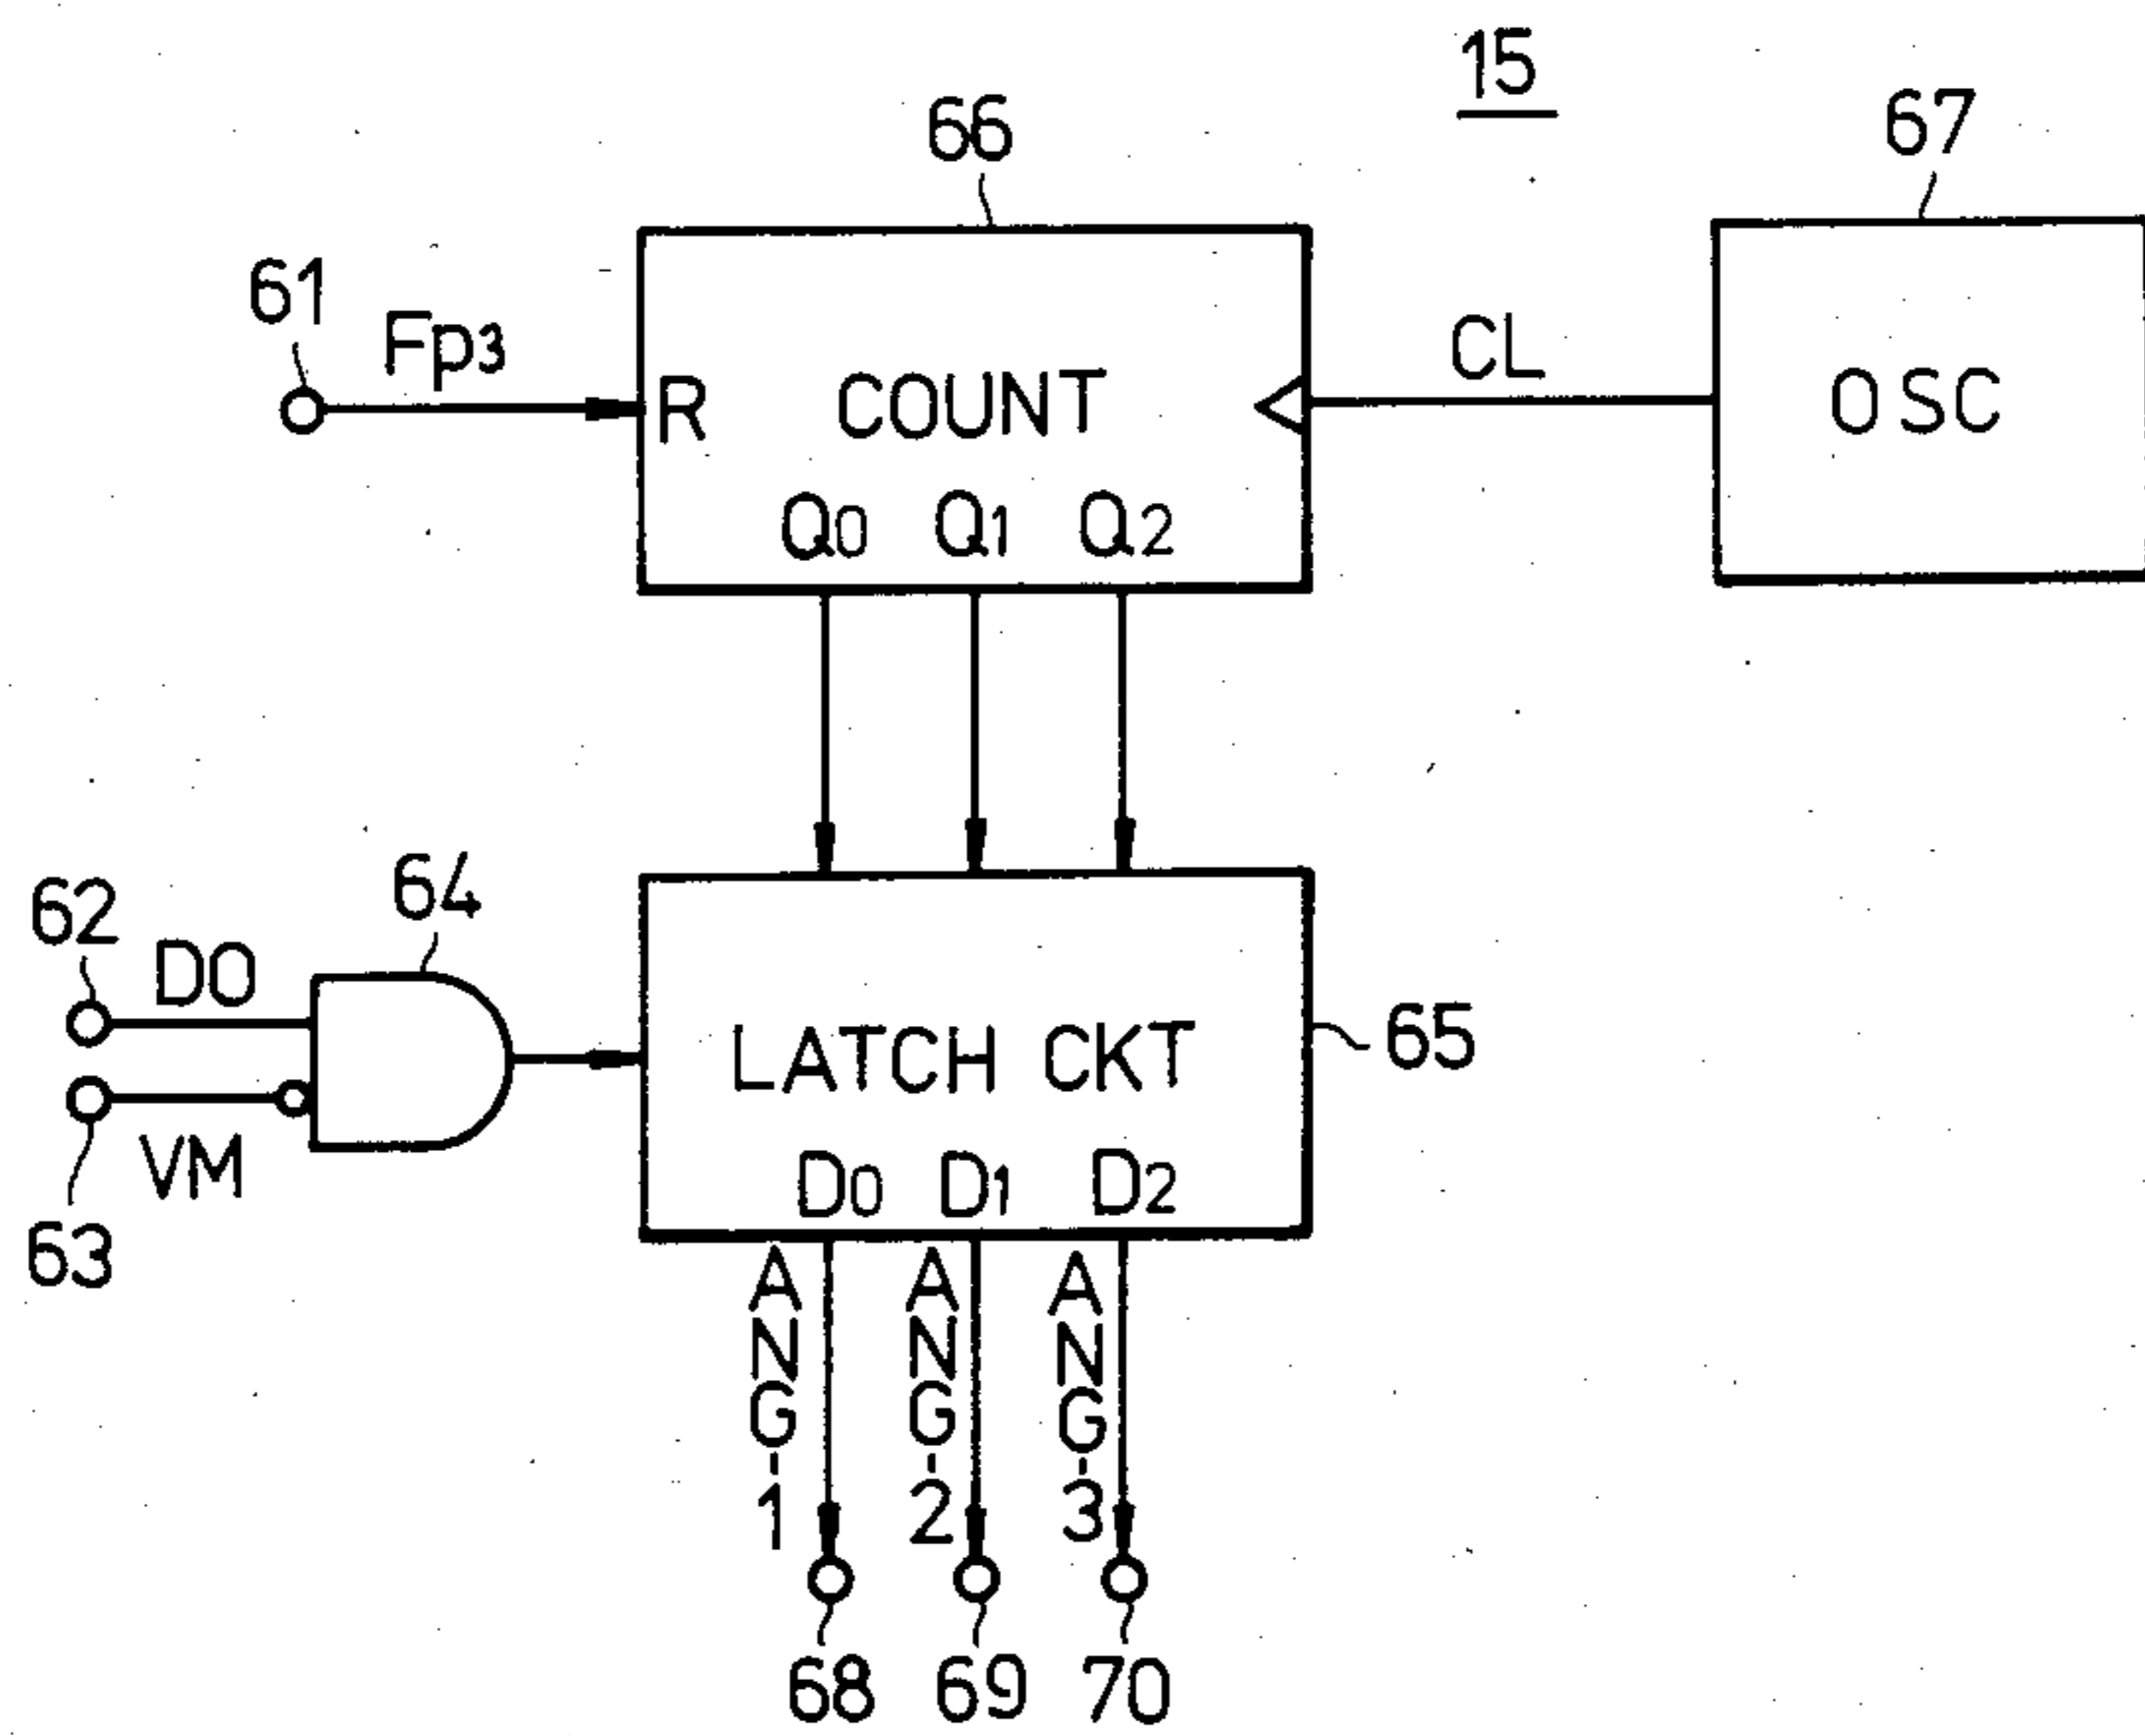 15
66
67
61
Fp3
CL
R COUNT
OSC
Q0 Q1 Q2
62
DO
64
LATCH CKT
65
VM
63
D0 D1 D2
ANG-1
ANG-2
ANG-3
68 69 70